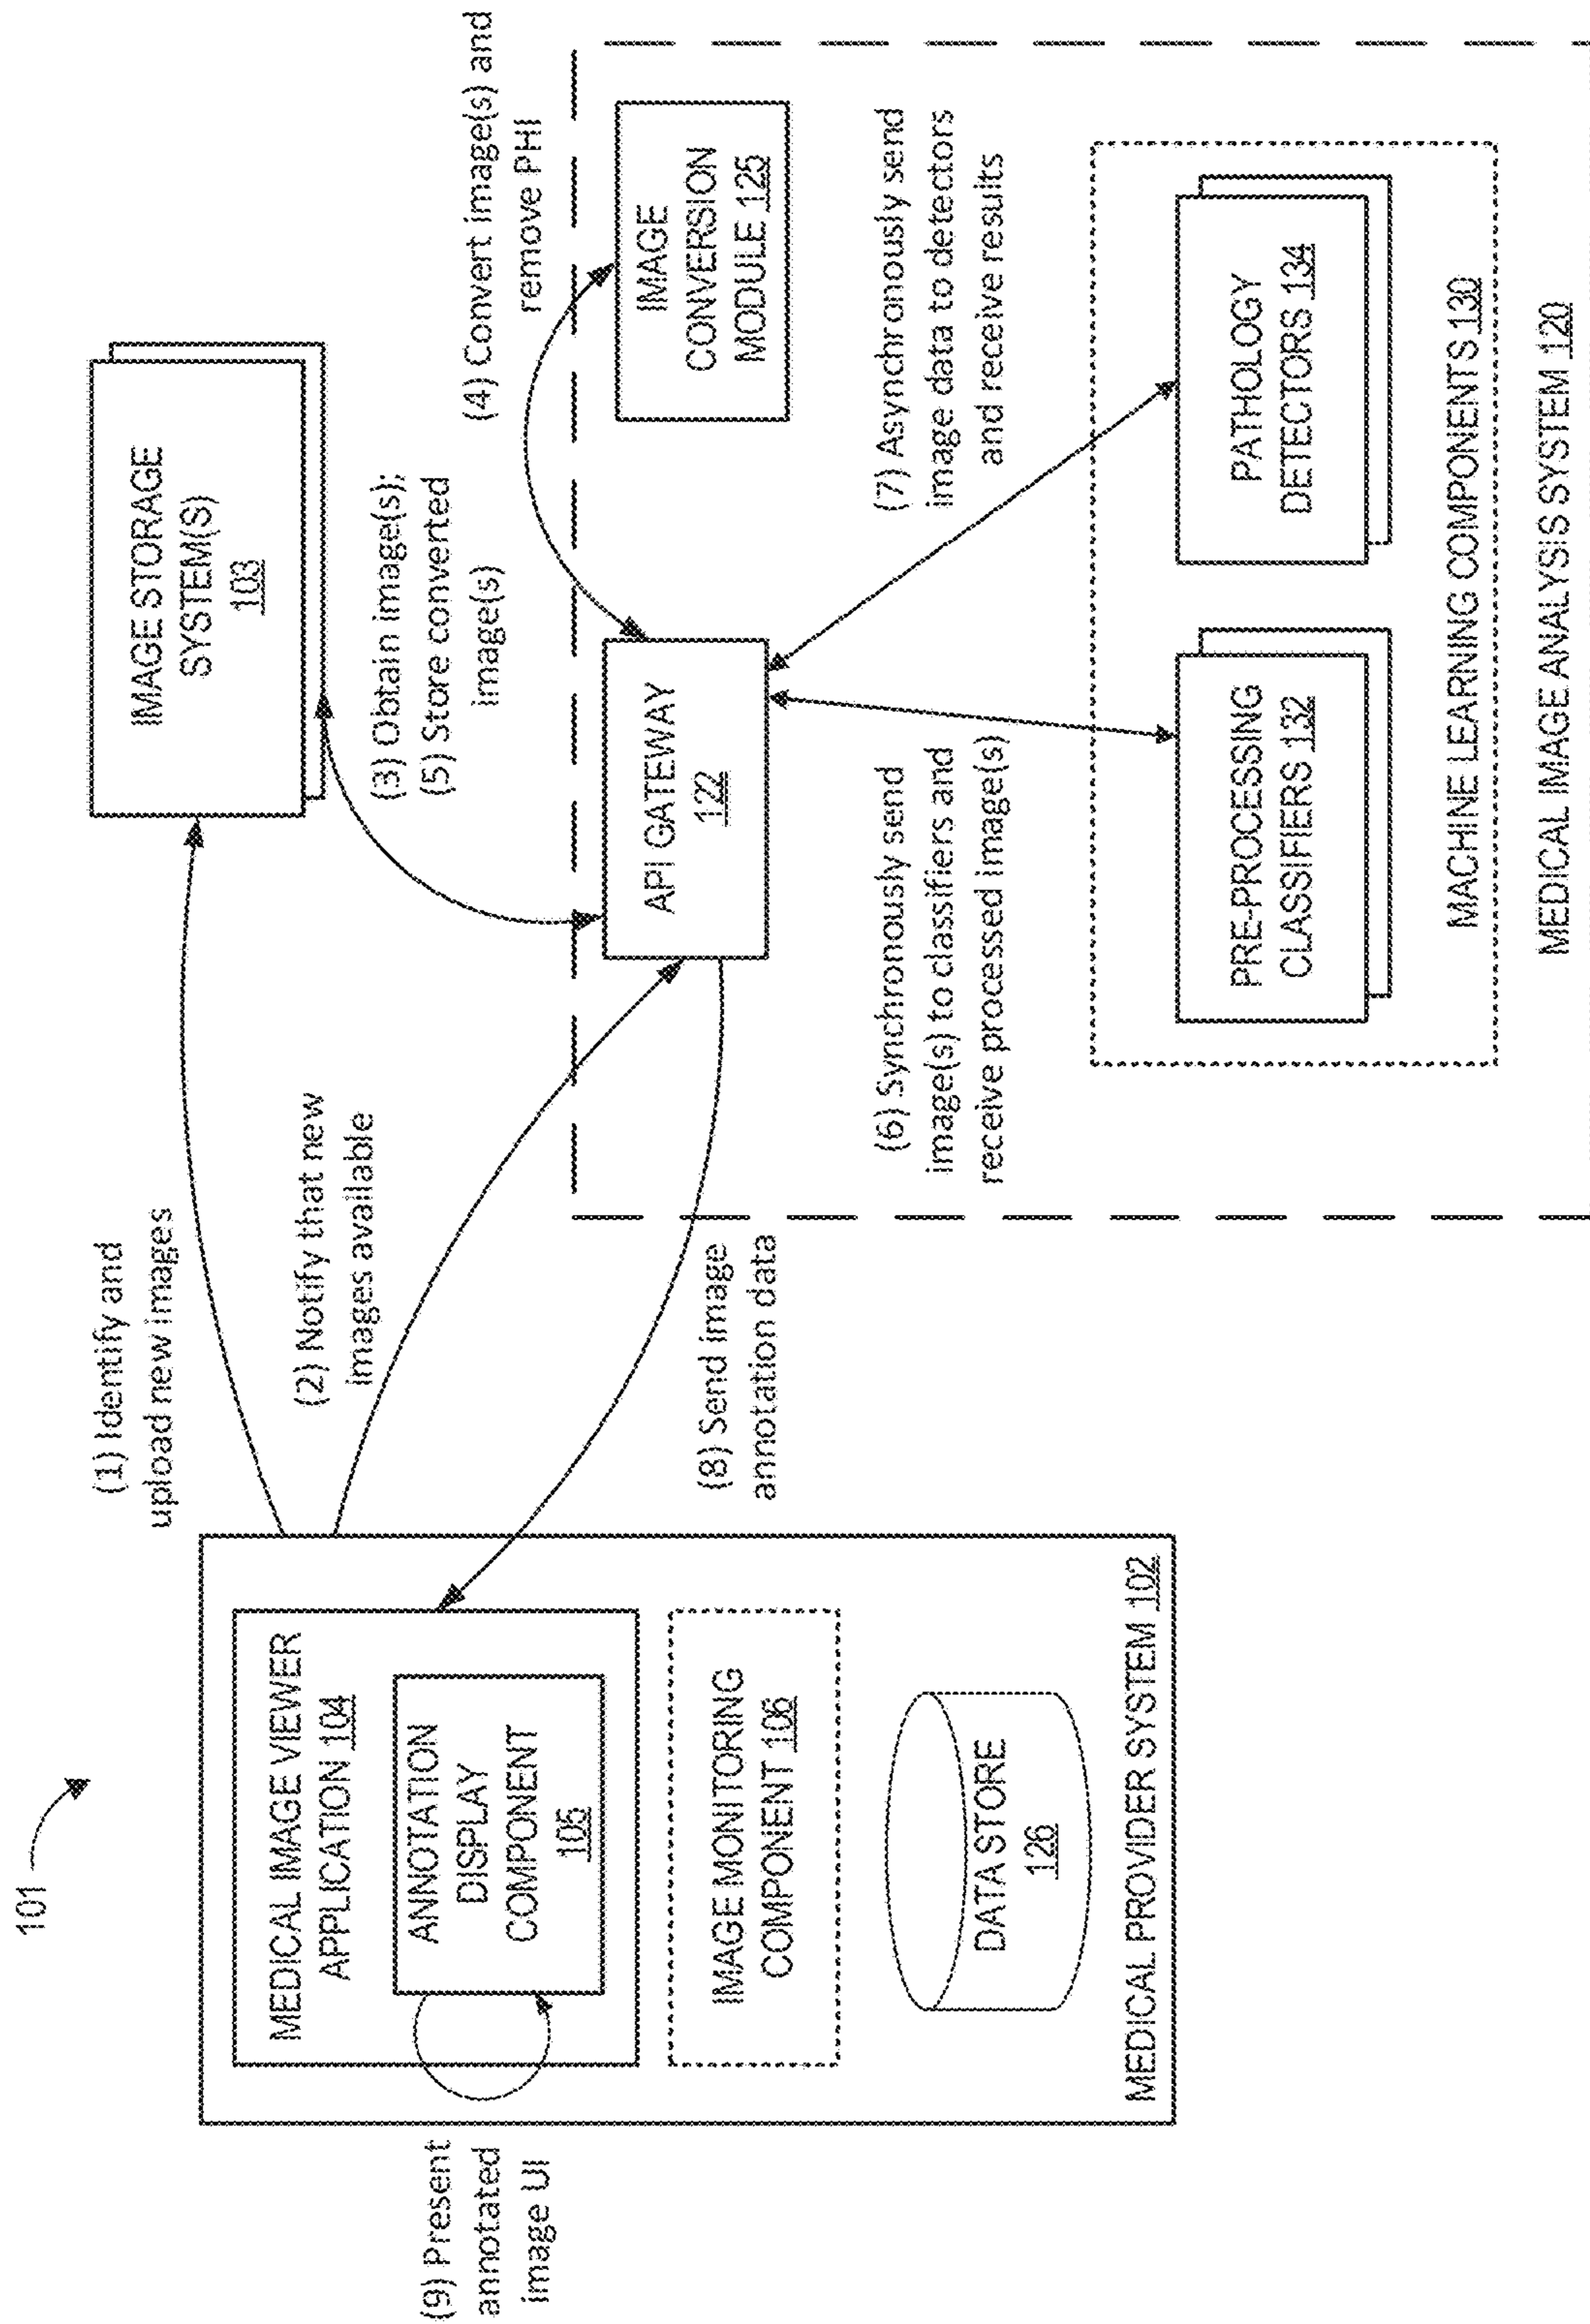 101
(1) Identify and
upload new images
(2) Notify that new
images available
IMAGE STORAGE
SYSTEM(S)
103
(3) Obtain image(s);
(5) Store converted
image(s)
(4) Convert image(s) and
remove PHI
MEDICAL IMAGE VIEWER
APPLICATION 104
ANNOTATION
DISPLAY
COMPONENT
105
(9) Present
annotated
image UI
IMAGE MONITORING
COMPONENT 106
DATA STORE
126
MEDICAL PROVIDER SYSTEM 102
(8) Send image
annotation data
API GATEWAY
122
IMAGE
CONVERSION
MODULE 125
(6) Synchronously send
image(s) to classifiers and
receive processed image(s)
(7) Asynchronously send
image data to detectors
and receive results
PRE-PROCESSING
CLASSIFIERS 132
PATHOLOGY
DETECTORS 134
MACHINE LEARNING COMPONENTS 130
MEDICAL IMAGE ANALYSIS SYSTEM 120